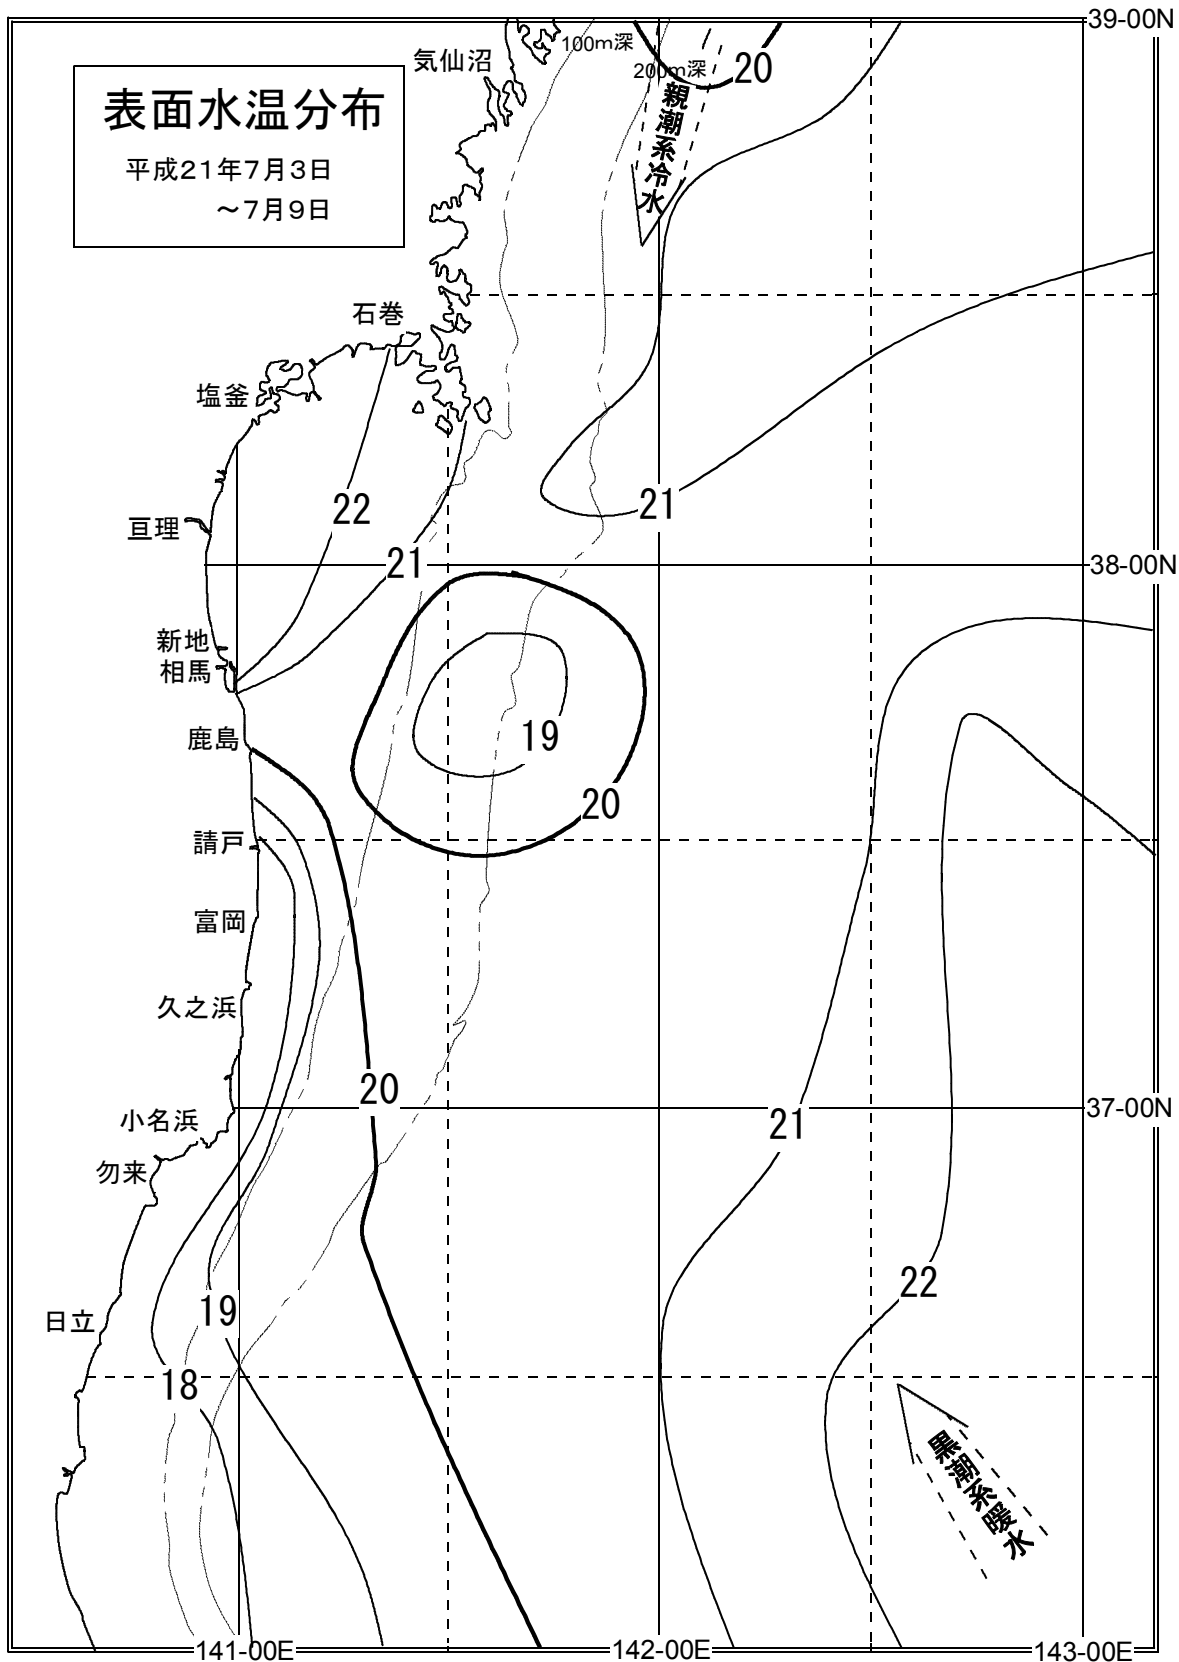 39-00N
100m深
200m深
20
気仙沼
表面水温分布
平成21年7月3日
～7月9日
親潮系冷水
石巻
塩釜
22
21
亘理
21
38-00N
新地
相馬
19
鹿島
20
請戸
富岡
久之浜
20
37-00N
小名浜
21
勿来
22
19
日立
18
黒潮系暖水
141-00E
142-00E
143-00E